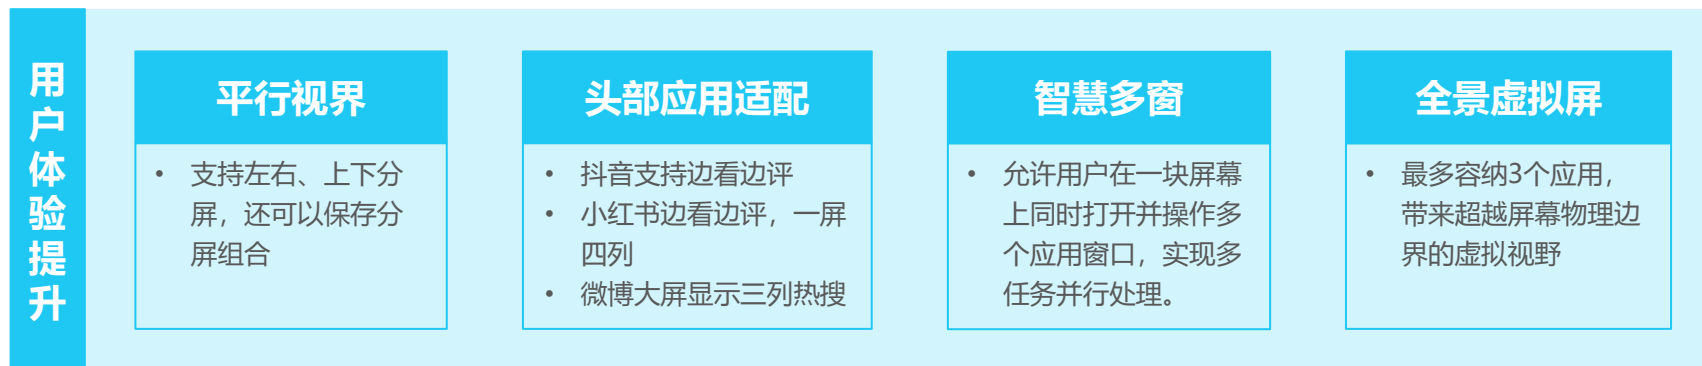 用户体验提升
平行视界
• 支持左右、上下分
屏，还可以保存分
屏组合
头部应用适配
• 抖音支持边看边评
• 小红书边看边评，一屏
四列
• 微博大屏显示三列热搜
智慧多窗
• 允许用户在一块屏幕
上同时打开并操作多
个应用窗口，实现多
任务并行处理。
全景虚拟屏
• 最多容纳3个应用，
带来超越屏幕物理边
界的虚拟视野